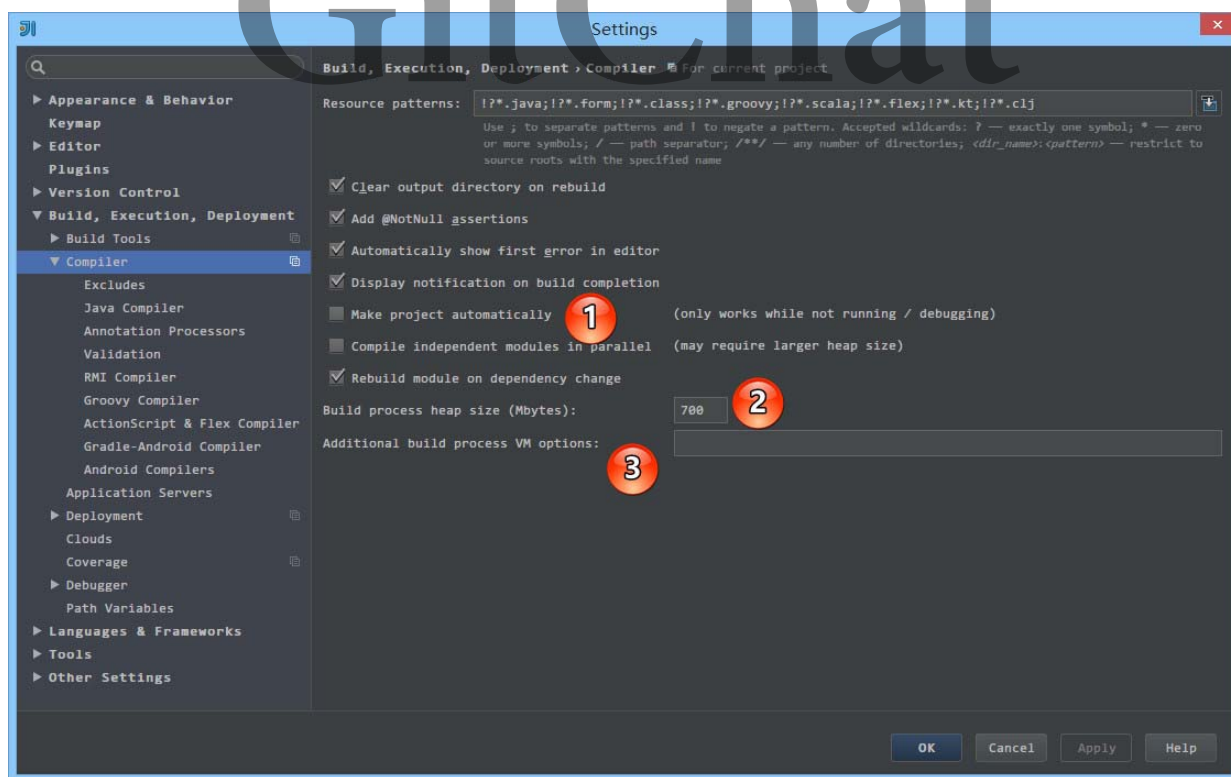 GitChat
Settings
Build, Execution, Deployment › Compiler For current project
Appearance & Behavior
Keymap
Editor
Plugins
Version Control
Build, Execution, Deployment
Build Tools
Compiler
Excludes
Java Compiler
Annotation Processors
Validation
RMI Compiler
Groovy Compiler
ActionScript & Flex Compiler
Gradle-Android Compiler
Android Compilers
Application Servers
Deployment
Clouds
Coverage
Debugger
Path Variables
Languages & Frameworks
Tools
Other Settings
Resource patterns: !?*.java;!?*.form;!?*.class;!?*.groovy;!?*.scala;!?*.flex;!?*.kt;!?*.clj
Use ; to separate patterns and ! to negate a pattern. Accepted wildcards: ? — exactly one symbol; * — zero
or more symbols; / — path separator; /**/ — any number of directories; <dir_name>:<pattern> — restrict to
source roots with the specified name
Clear output directory on rebuild
Add @NotNull assertions
Automatically show first error in editor
Display notification on build completion
Make project automatically 1 (only works while not running / debugging)
Compile independent modules in parallel (may require larger heap size)
Rebuild module on dependency change
Build process heap size (Mbytes): 700 2
Additional build process VM options:
3
OK Cancel Apply Help